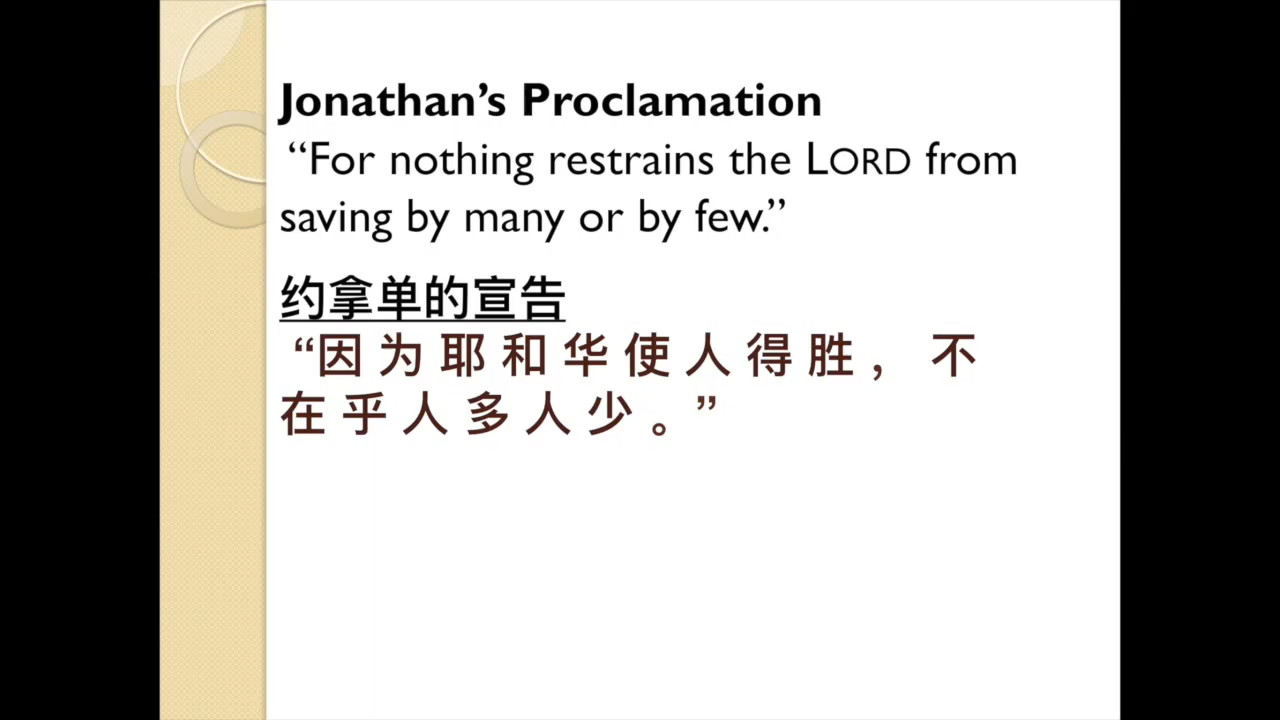 Jonathan’s Proclamation
“For nothing restrains the LORD from
saving by many or by few.”
约拿单的宣告
“因 为 耶 和 华 使 人 得 胜 ， 不
在 乎 人 多 人 少 。”